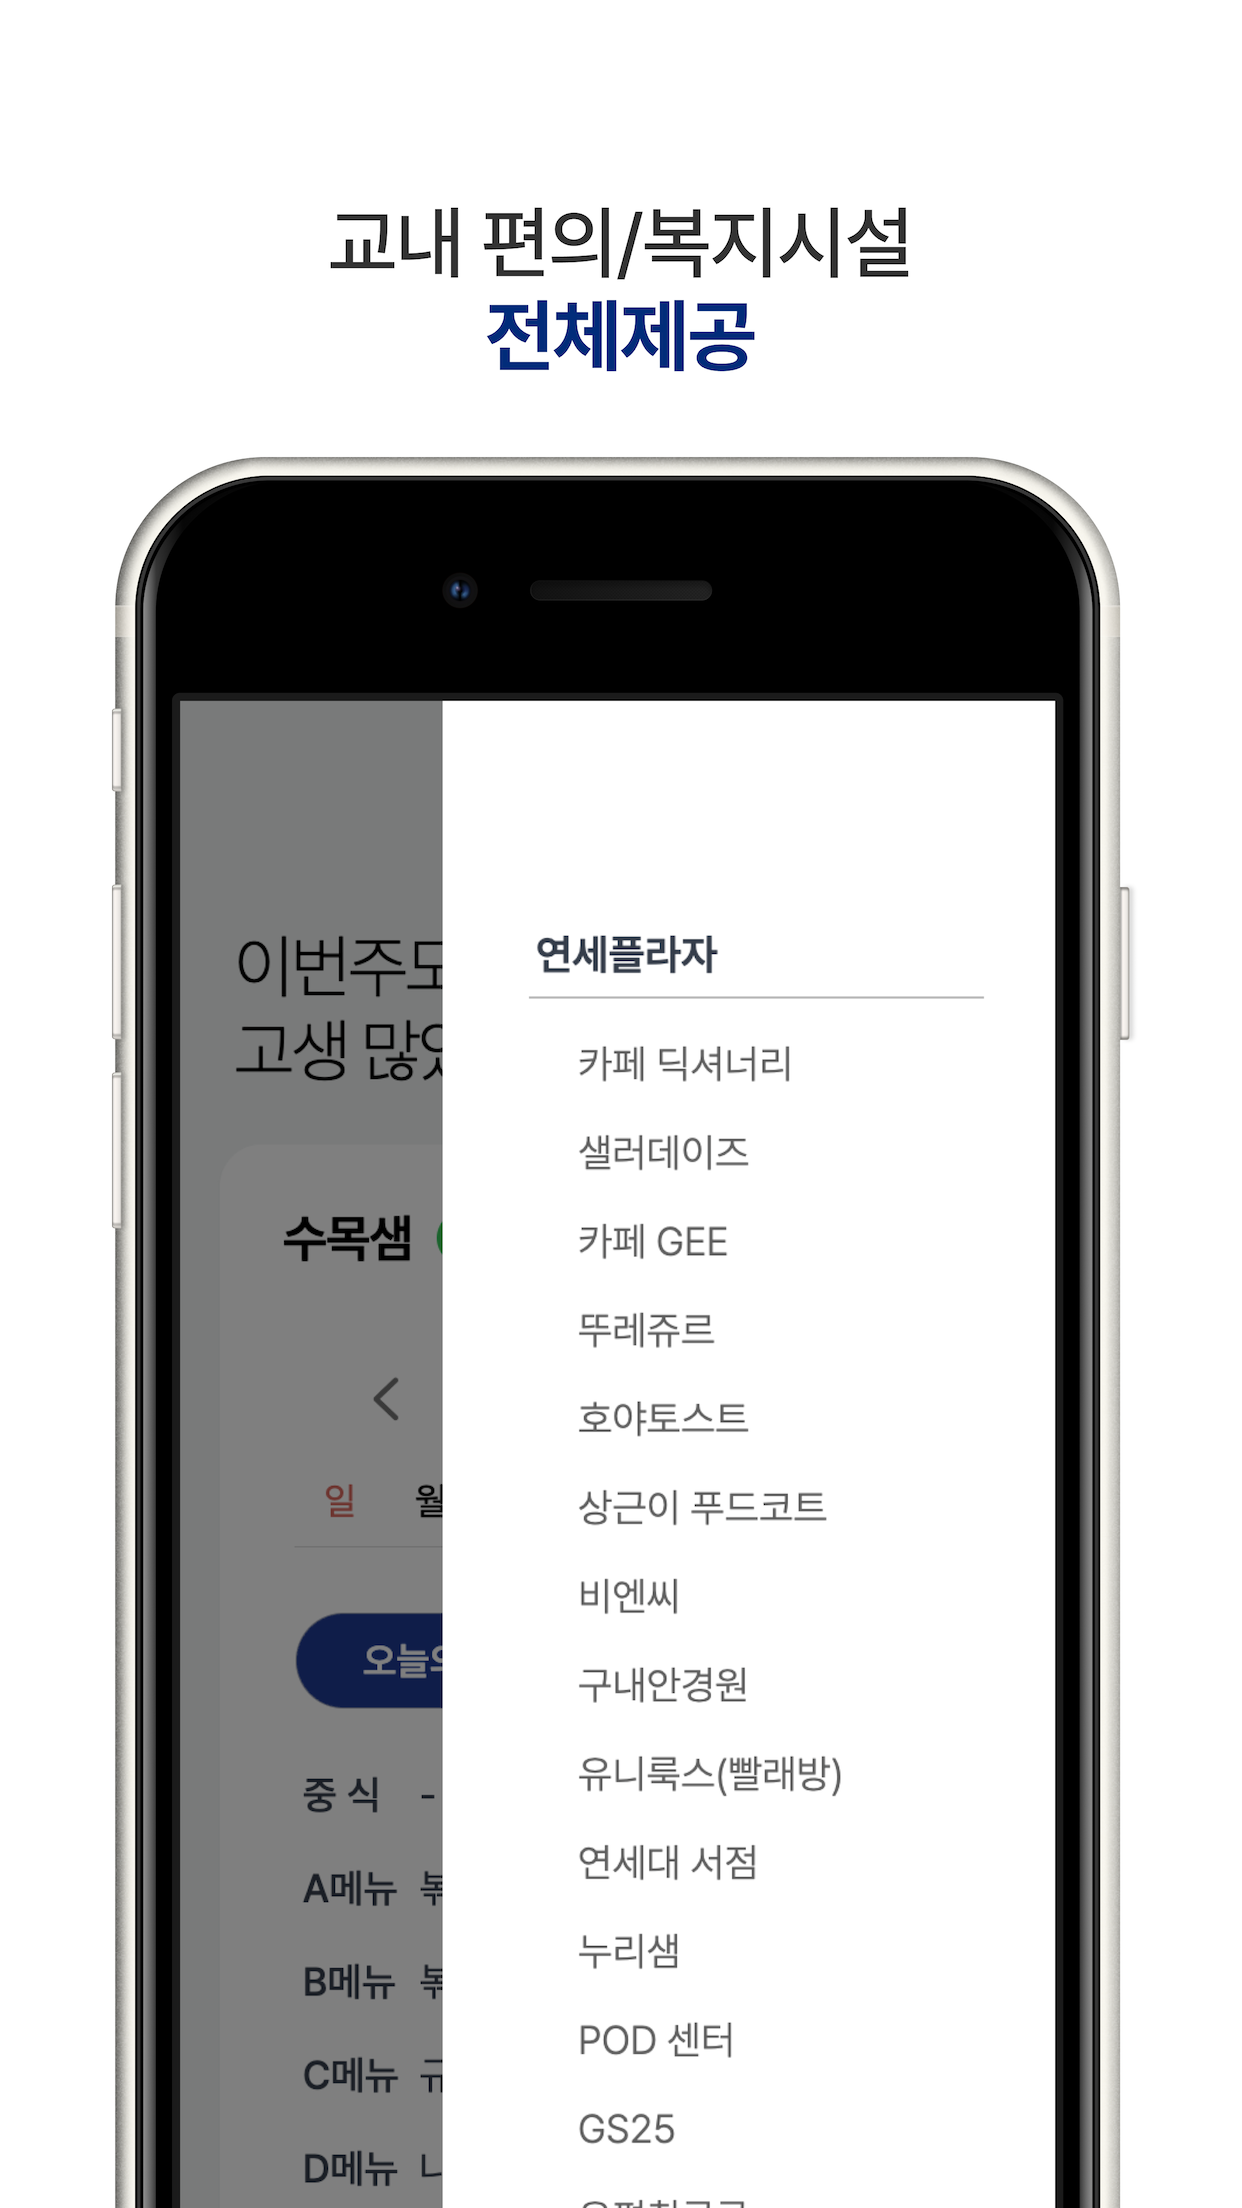 교내 편의/복지시설
전체제공
이번주도
고생 많았
수목샘
일 월
오늘의
중 식 -
A메뉴
B메뉴
C메뉴
D메뉴
연세플라자
카페 딕셔너리
샐러데이즈
카페 GEE
뚜레쥬르
호야토스트
상근이 푸드코트
비엔씨
구내안경원
유니룩스(빨래방)
연세대 서점
누리샘
POD 센터
GS25